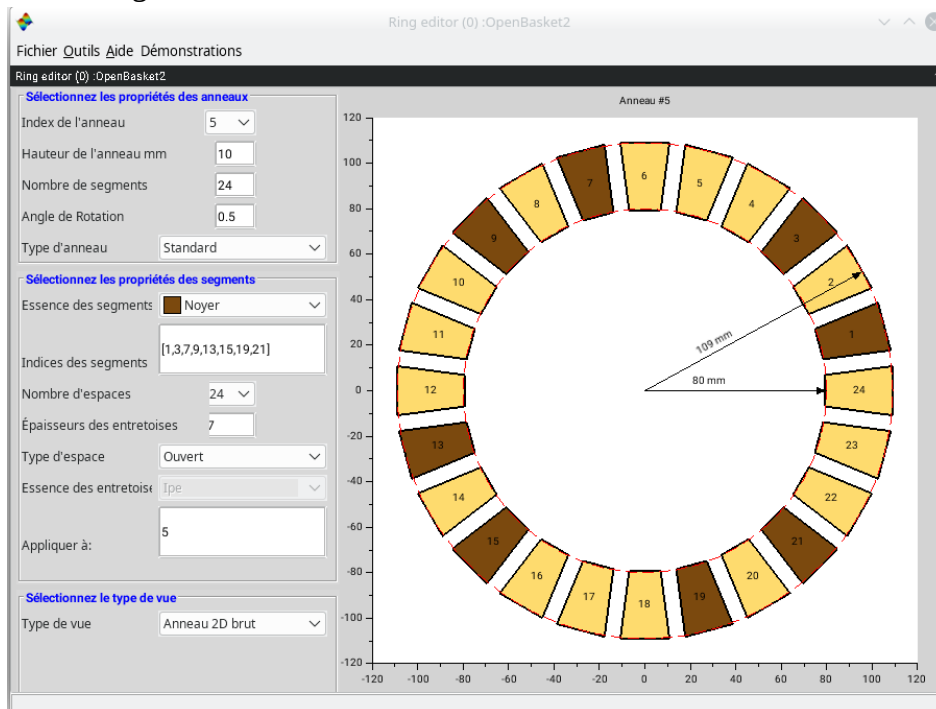 Ring editor (0) :OpenBasket2
Fichier Outils Aide Démonstrations
Ring editor (0) :OpenBasket2
Sélectionnez les propriétés des anneaux
Index de l'anneau 5
Hauteur de l'anneau mm 10
Nombre de segments 24
Angle de Rotation 0.5
Type d'anneau Standard
Sélectionnez les propriétés des segments
Essence des segments Noyer
Indices des segments [1,3,7,9,13,15,19,21]
Nombre d'espaces 24
Épaisseurs des entretoises 7
Type d'espace Ouvert
Essence des entretoise Ipe
Appliquer à: 5
Sélectionnez le type de vue
Type de vue Anneau 2D brut
Anneau #5
120
100
80
60
40
20
0
-20
-40
-60
-80
-100
-120
-120 -100 -80 -60 -40 -20 0 20 40 60 80 100 120
6
7 5
8 4
9 3
10 2
11 1
109 mm
80 mm
12 24
13 23
14 22
15 21
16 20
17 19
18